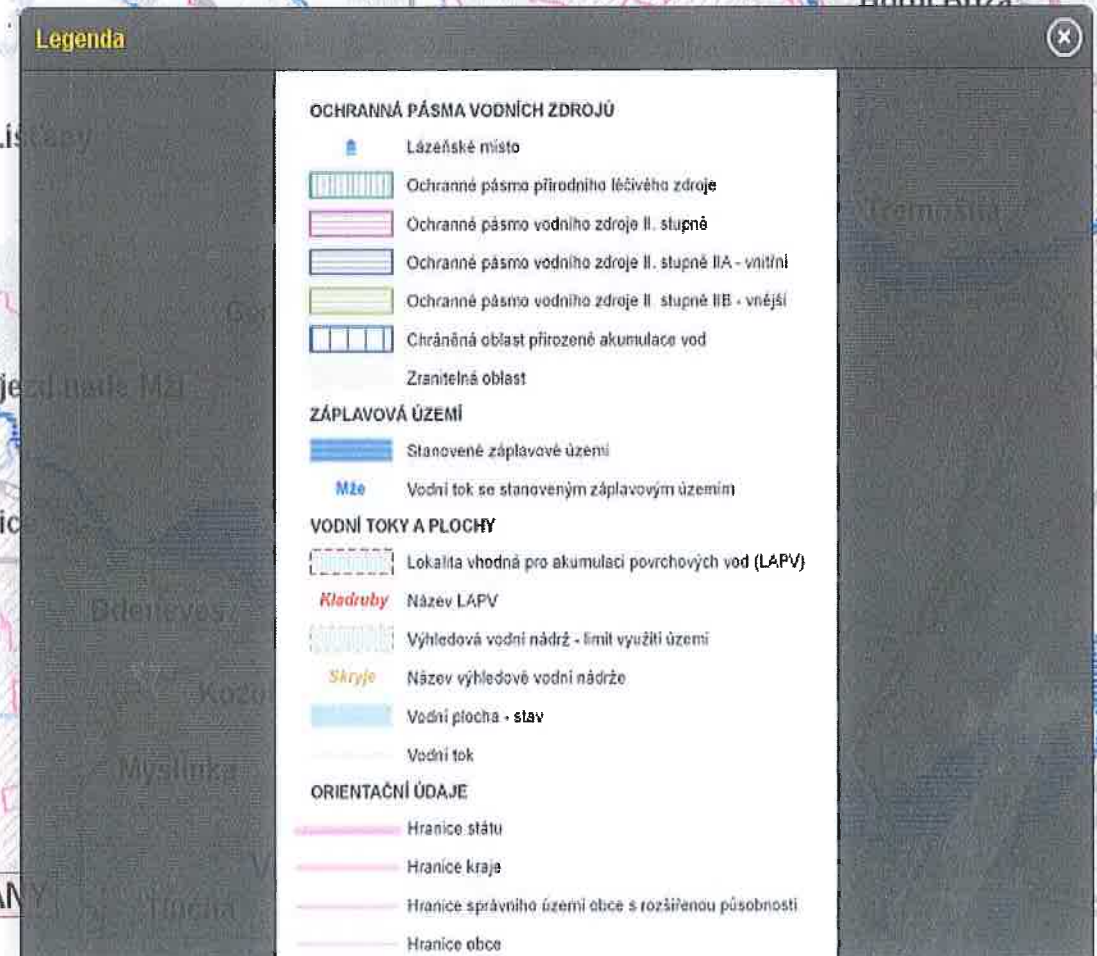 Legenda
OCHRANNÁ PÁSMA VODNÍCH ZDROJŮ
Lázeňské místo
Ochranné pásmo přírodního léčivého zdroje
Ochranné pásmo vodního zdroje II. stupně
Ochranné pásmo vodního zdroje II. stupně IIA - vnitřní
Ochranné pásmo vodního zdroje II. stupně IIB - vnější
Chráněná oblast přirozené akumulace vod
Zranitelná oblast
ZÁPLAVOVÁ ÚZEMÍ
Stanovené záplavové území
Mže Vodní tok se stanoveným záplavovým územím
VODNÍ TOKY A PLOCHY
Lokalita vhodná pro akumulaci povrchových vod (LAPV)
Kladruby Název LAPV
Výhledová vodní nádrž - limit využití území
Skryje Název výhledové vodní nádrže
Vodní plocha - stav
Vodní tok
ORIENTAČNÍ ÚDAJE
Hranice státu
Hranice kraje
Hranice správního území obce s rozšířenou působností
Hranice obce
Třemošná
Myslinka
Tlučná